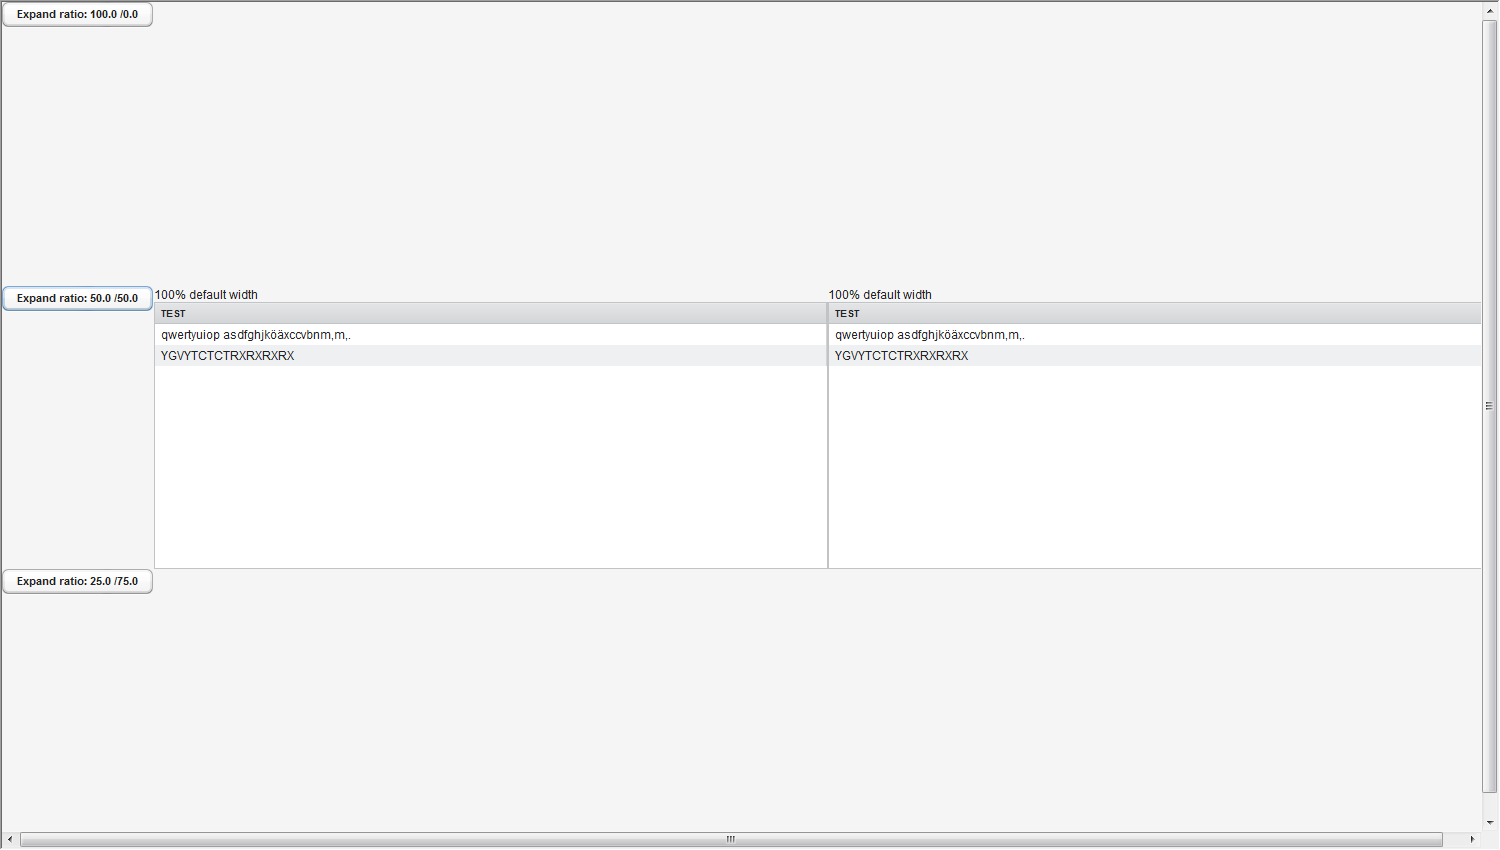 Expand ratio: 100.0 /0.0
Expand ratio: 50.0 /50.0
100% default width
100% default width
TEST
TEST
qwertyuiop asdfghjköäxccvbnm,m,.
qwertyuiop asdfghjköäxccvbnm,m,.
YGVYTCTCTRXRXRXRX
YGVYTCTCTRXRXRXRX
Expand ratio: 25.0 /75.0